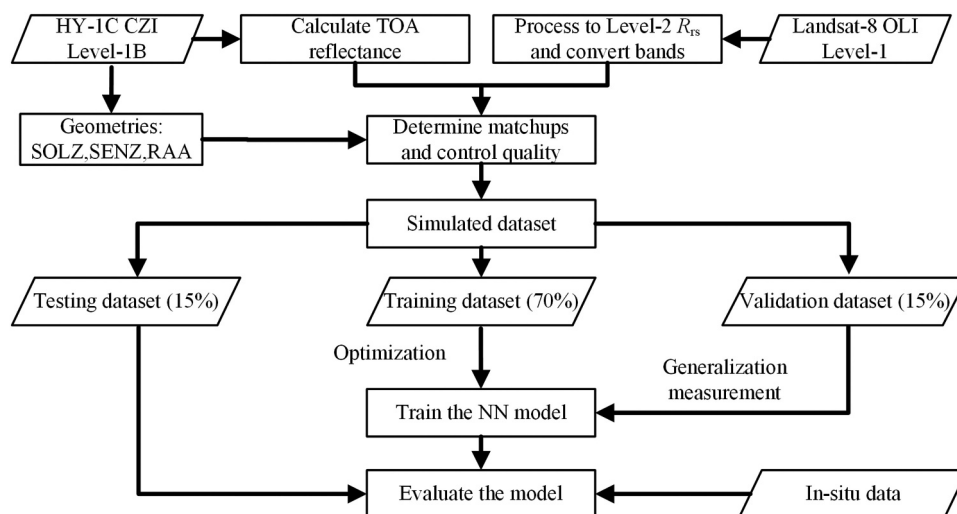 HY-1C CZI
Level-1B
Calculate TOA
reflectance
Process to Level-2 Rrs
and convert bands
Landsat-8 OLI
Level-1
Geometries:
SOLZ,SENZ,RAA
Determine matchups
and control quality
Simulated dataset
Testing dataset (15%)
Training dataset (70%)
Validation dataset (15%)
Optimization
Generalization
measurement
Train the NN model
Evaluate the model
In-situ data